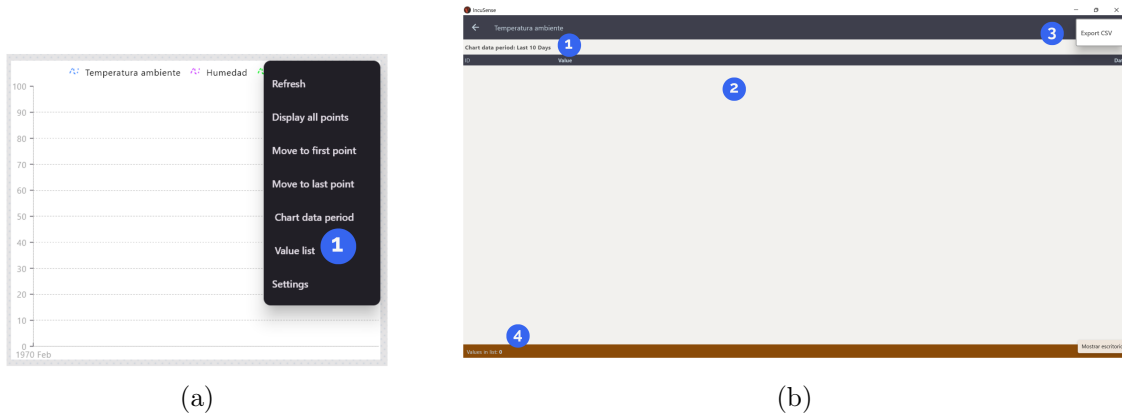 Temperatura ambiente Humedad
100
90
80
70
60
50
40
30
20
10
0
1970 Feb
Refresh
Display all points
Move to first point
Move to last point
Chart data period
Value list 1
Settings
(a)
IncuSense
Temperatura ambiente
3
Export CSV
Chart data period: Last 10 Days 1
ID Value
2
4
Values in list: 0
Mostrar escritorio
(b)